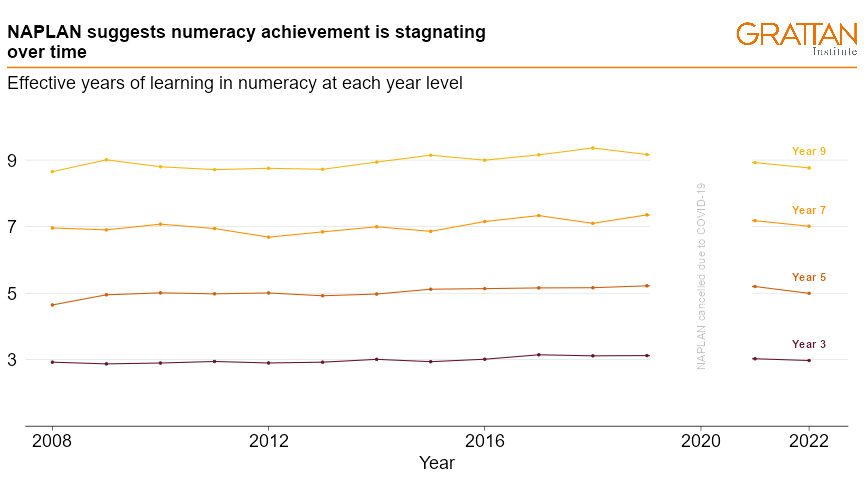 NAPLAN suggests numeracy achievement is stagnating
over time
GRATTAN
Institute
Effective years of learning in numeracy at each year level
9
7
5
3
Year 9
Year 7
Year 5
Year 3
NAPLAN cancelled due to COVID-19
2008
2012
2016
2020
2022
Year